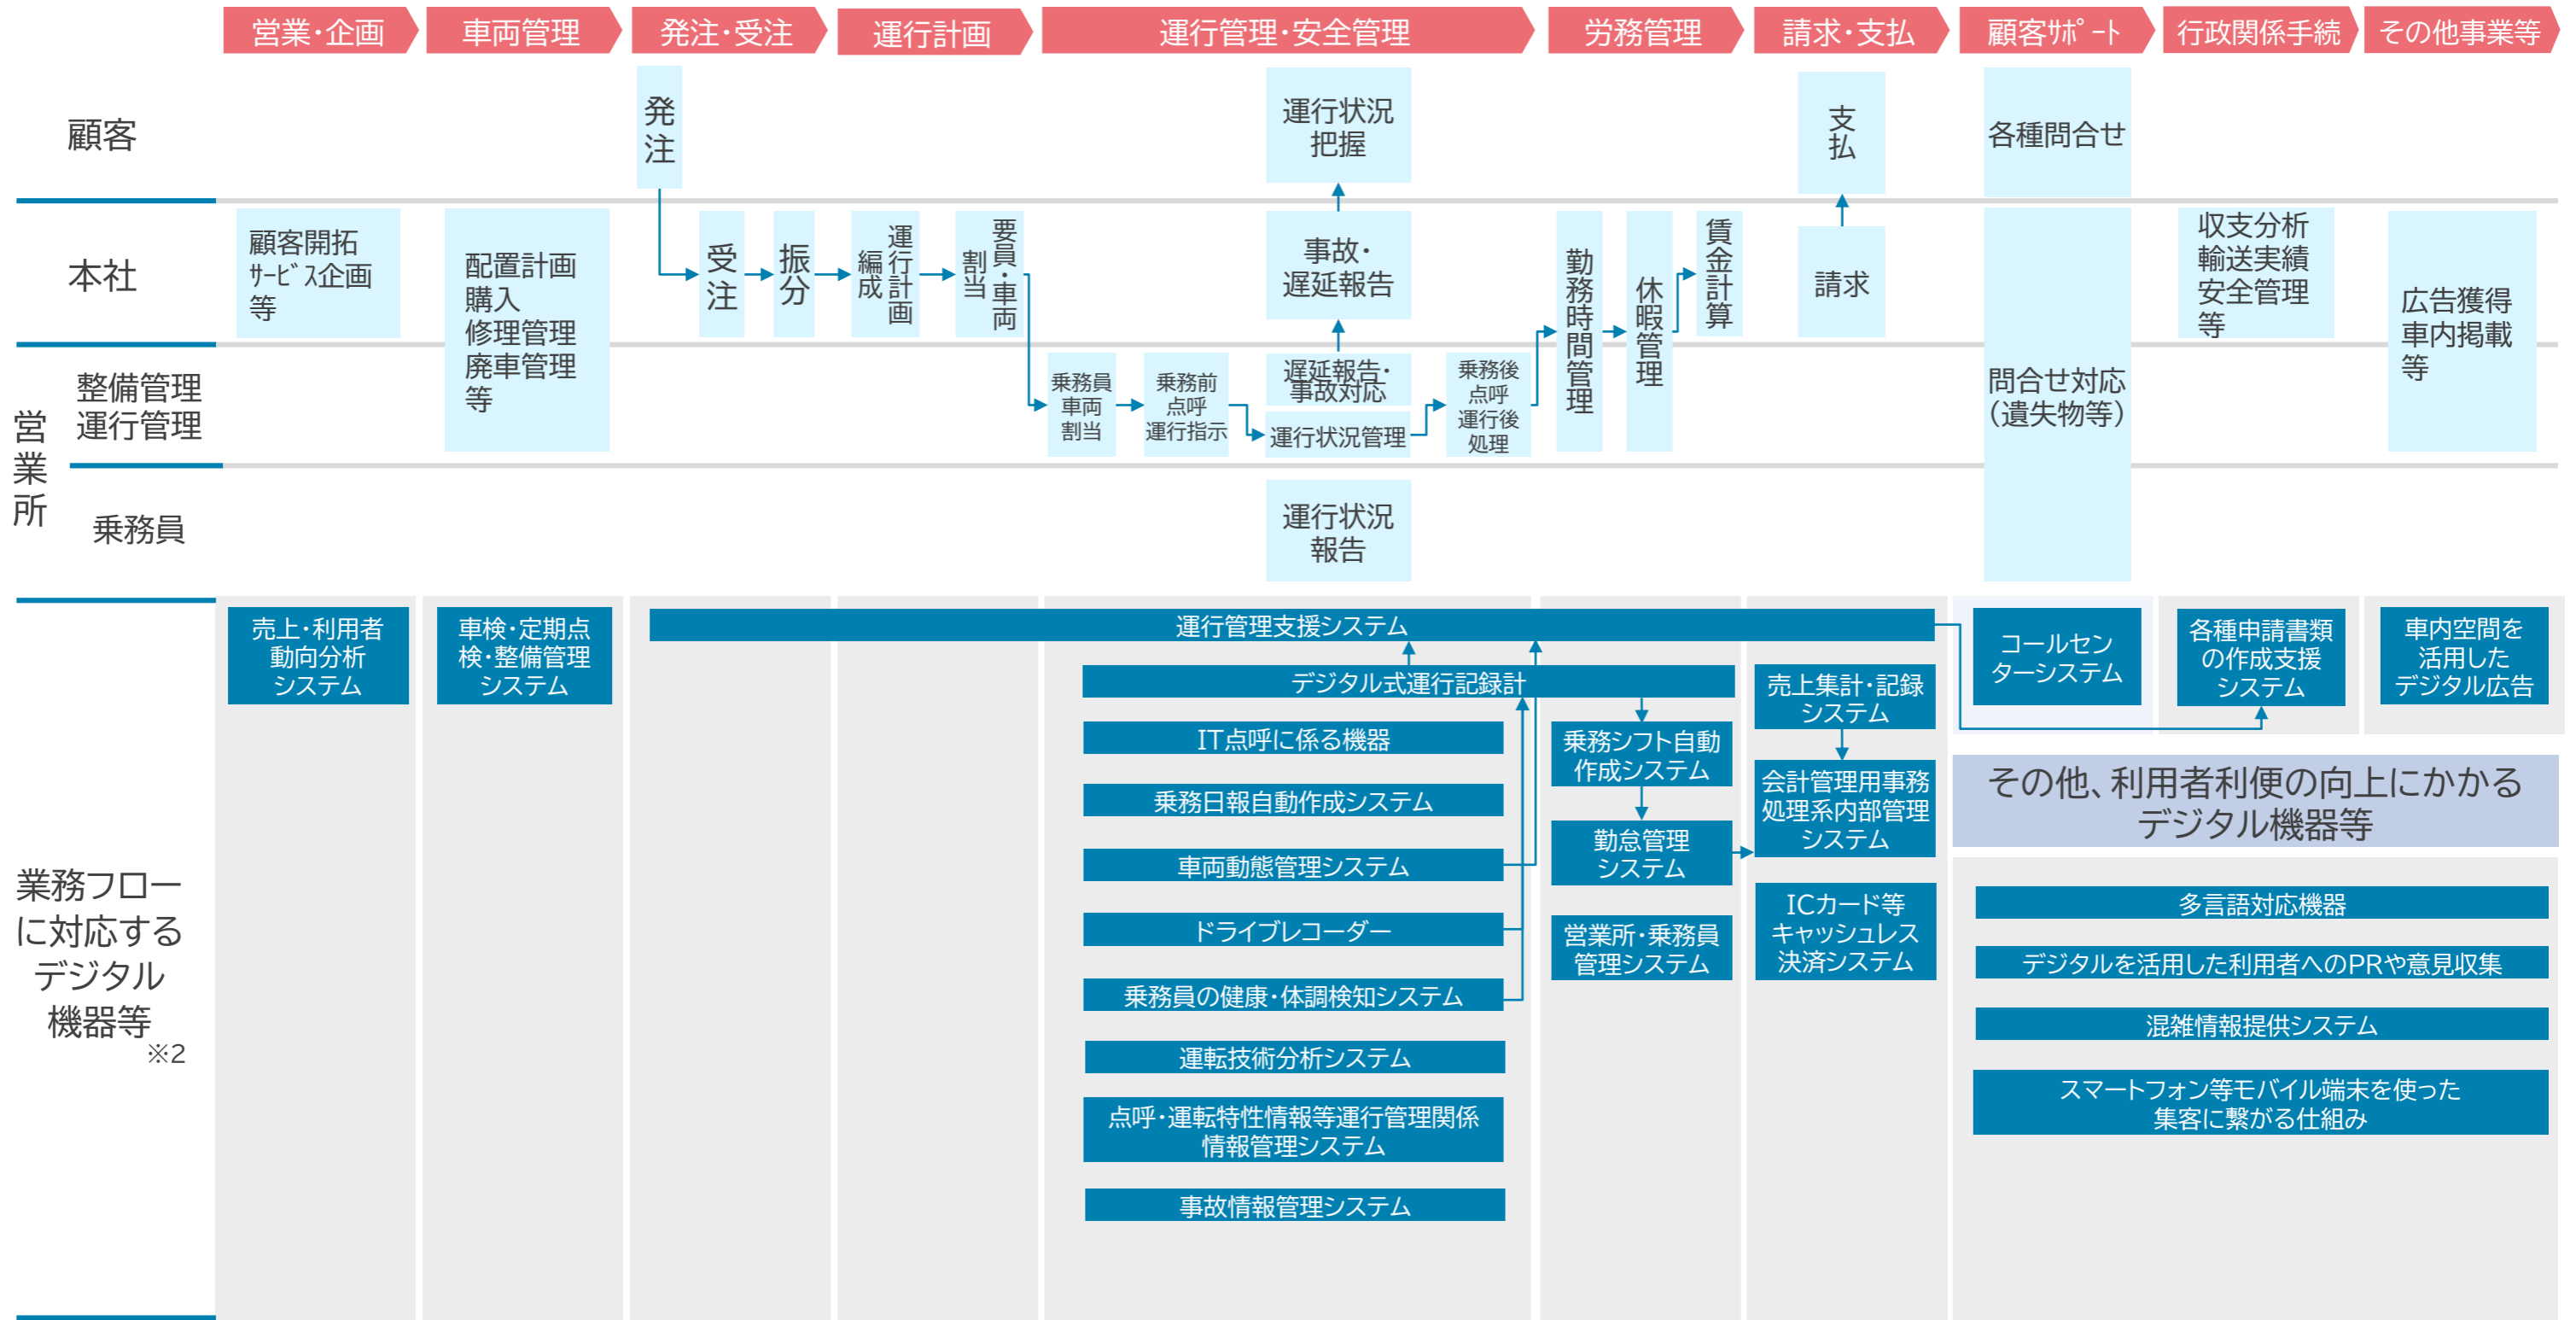 営業・企画
車両管理
発注・受注
運行計画
運行管理・安全管理
労務管理
請求・支払
顧客ｻﾎﾟｰﾄ
行政関係手続
その他事業等
顧客
発注
運行状況
把握
支払
各種問合せ
本社
顧客開拓
ｻｰﾋﾞｽ企画
等
配置計画
購入
修理管理
廃車管理
等
受注
振分
運行計画
編成
要員・車両
割当
事故・
遅延報告
勤務時間管理
休暇管理
賃金計算
請求
収支分析
輸送実績
安全管理
等
広告獲得
車内掲載
等
営業所
整備管理
運行管理
乗務員
車両
割当
乗務前
点呼
運行指示
遅延報告・
事故対応
運行状況管理
乗務後
点呼
運行後
処理
問合せ対応
（遺失物等）
乗務員
運行状況
報告
業務フロー
に対応する
デジタル
機器等
※2
売上・利用者
動向分析
システム
車検・定期点
検・整備管理
システム
運行管理支援システム
デジタル式運行記録計
IT点呼に係る機器
乗務日報自動作成システム
車両動態管理システム
ドライブレコーダー
乗務員の健康・体調検知システム
運転技術分析システム
点呼・運転特性情報等運行管理関係
情報管理システム
事故情報管理システム
乗務シフト自動
作成システム
勤怠管理
システム
営業所・乗務員
管理システム
売上集計・記録
システム
会計管理用事務
処理系内部管理
システム
ICカード等
キャッシュレス
決済システム
コールセン
ターシステム
各種申請書類
の作成支援
システム
車内空間を
活用した
デジタル広告
その他、利用者利便の向上にかかる
デジタル機器等
多言語対応機器
デジタルを活用した利用者へのPRや意見収集
混雑情報提供システム
スマートフォン等モバイル端末を使った
集客に繋がる仕組み